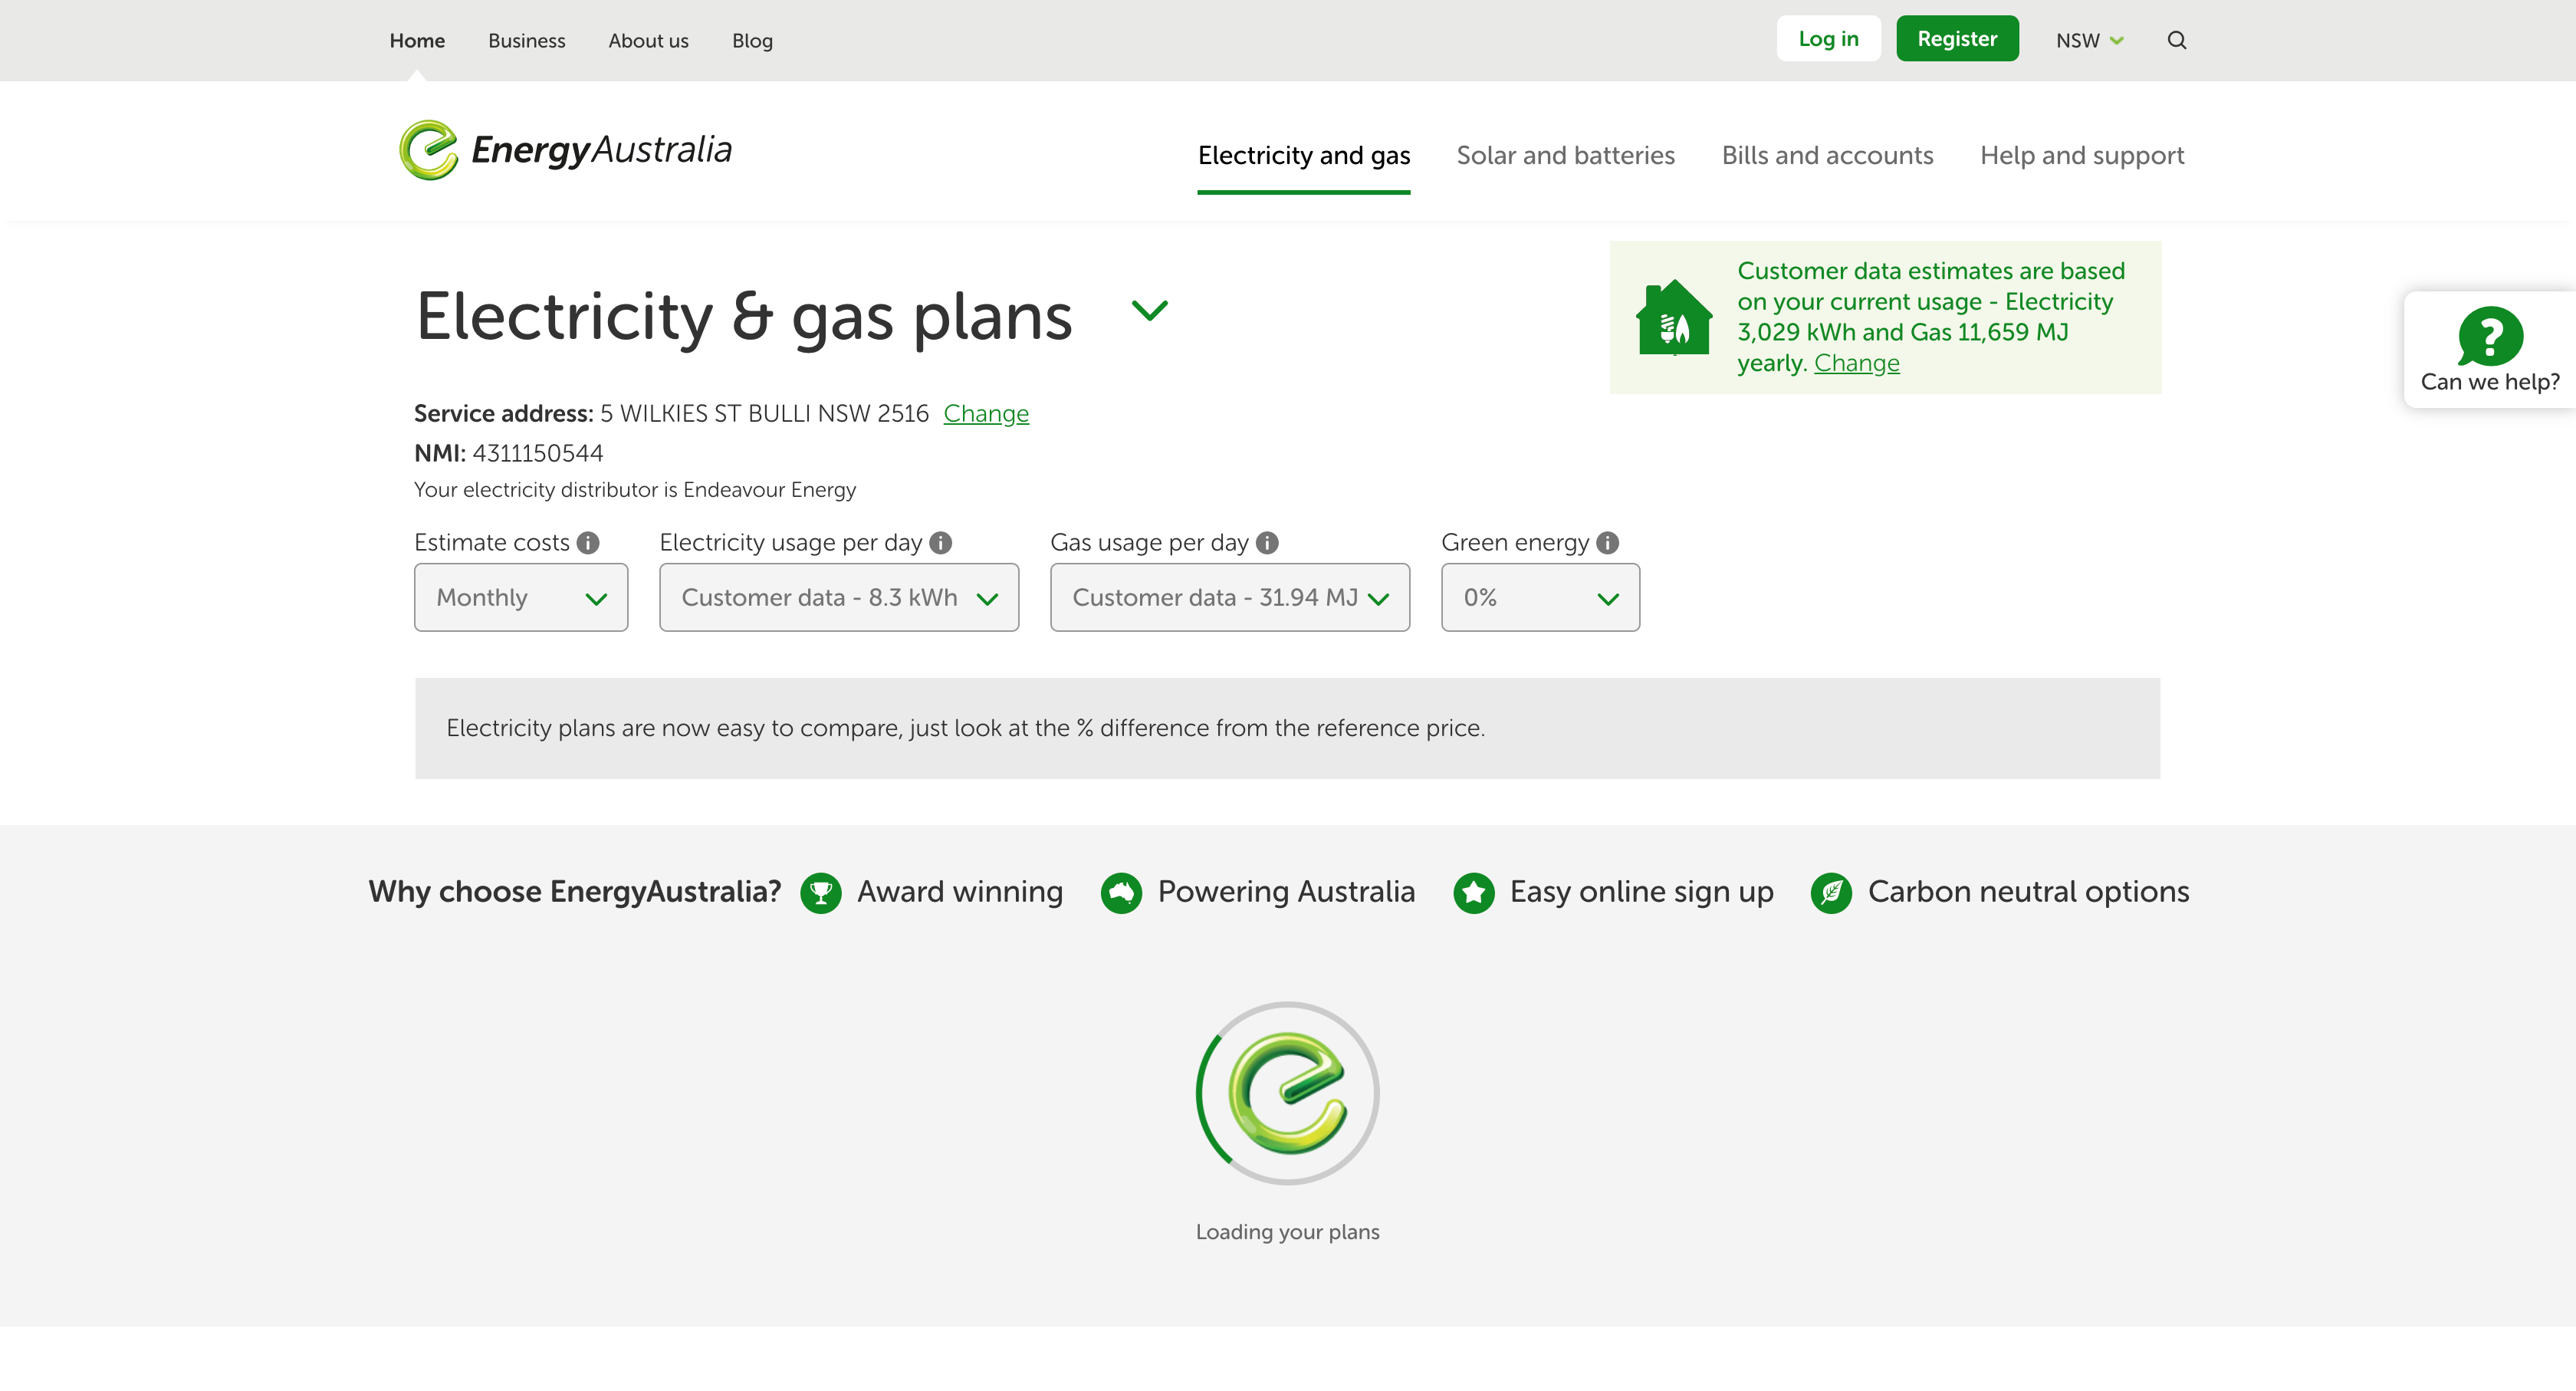 Home Business About us Blog Log in Register NSW
EnergyAustralia
Electricity and gas Solar and batteries Bills and accounts Help and support
Electricity & gas plans
Customer data estimates are based
on your current usage - Electricity
3,029 kWh and Gas 11,659 MJ
yearly. Change
Can we help?
Service address: 5 WILKIES ST BULLI NSW 2516 Change
NMI: 4311150544
Your electricity distributor is Endeavour Energy
Estimate costs Electricity usage per day Gas usage per day Green energy
Monthly Customer data - 8.3 kWh Customer data - 31.94 MJ 0%
Electricity plans are now easy to compare, just look at the % difference from the reference price.
Why choose EnergyAustralia? Award winning Powering Australia Easy online sign up Carbon neutral options
Loading your plans